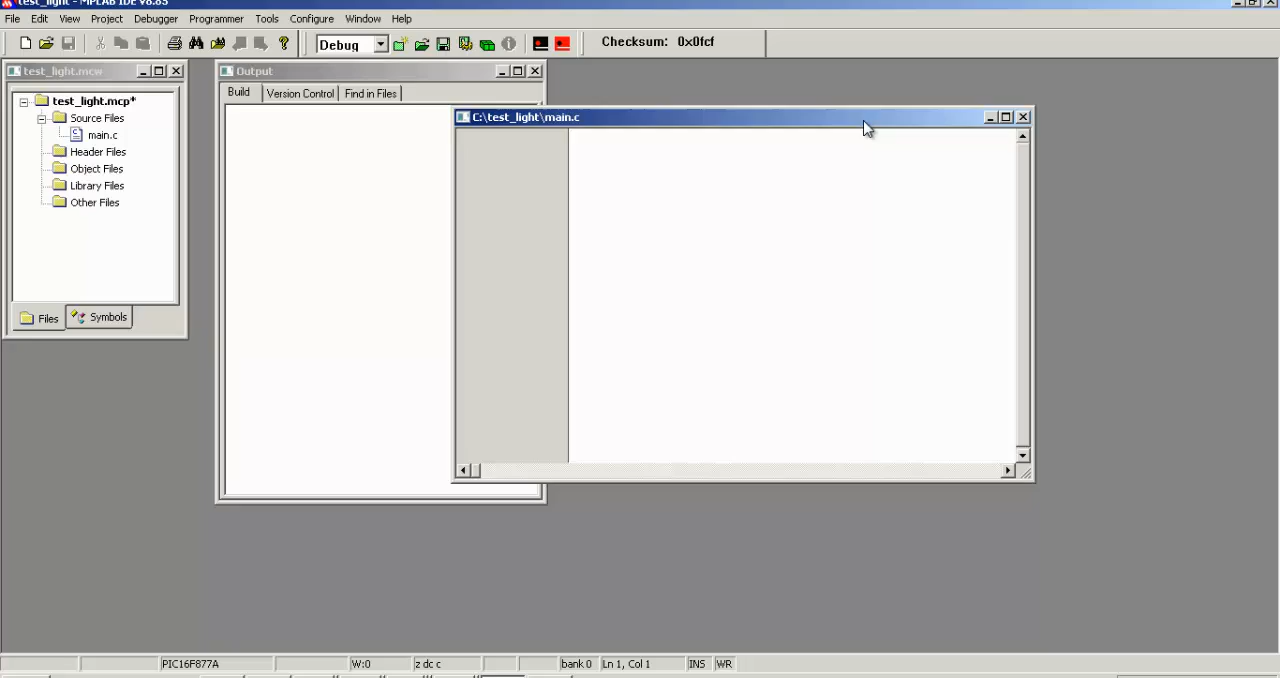 test_light - MPLAB IDE v8.85
File Edit View Project Debugger Programmer Tools Configure Window Help
Debug Checksum: 0x0fcf
test_light.mcw
test_light.mcp*
Source Files
main.c
Header Files
Object Files
Library Files
Other Files
Files Symbols
Output
Build Version Control Find in Files
C:\test_light\main.c
PIC16F877A W:0 z dc c bank 0 Ln 1, Col 1 INS WR